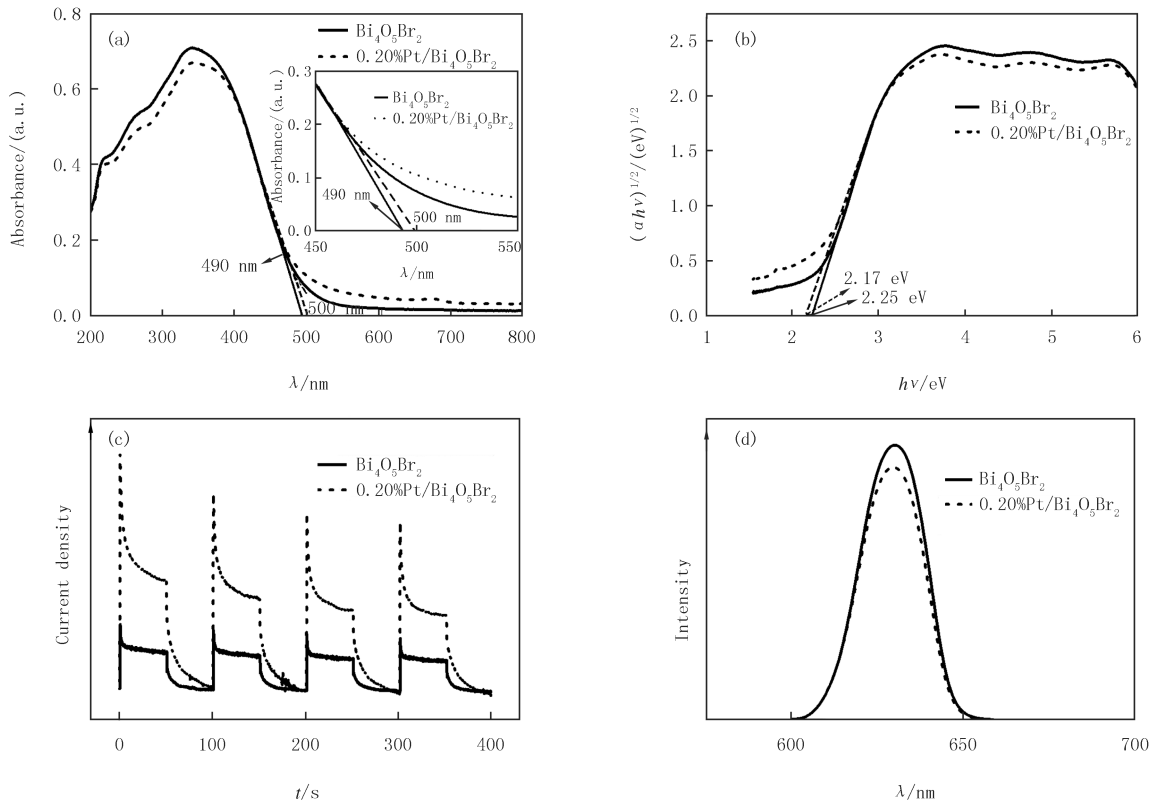 (a)
Bi₄O₅Br₂
0.20%Pt/Bi₄O₅Br₂
0.8
0.6
0.4
0.2
0.0
Absorbance/(a.u.)
200 300 400 500 600 700 800
λ/nm
490 nm
500 nm
0.3
0.2
0.1
0.0
Absorbance/(a.u.)
Bi₄O₅Br₂
0.20%Pt/Bi₄O₅Br₂
490 nm
500 nm
450 500 550
λ/nm
(b)
2.5
2.0
1.5
1.0
0.5
0.0
(ahν)^1/2/(eV)^1/2
Bi₄O₅Br₂
0.20%Pt/Bi₄O₅Br₂
2.17 eV
2.25 eV
1 2 3 4 5 6
hν/eV
(c)
Bi₄O₅Br₂
0.20%Pt/Bi₄O₅Br₂
Current density
0 100 200 300 400
t/s
(d)
Bi₄O₅Br₂
0.20%Pt/Bi₄O₅Br₂
Intensity
600 650 700
λ/nm